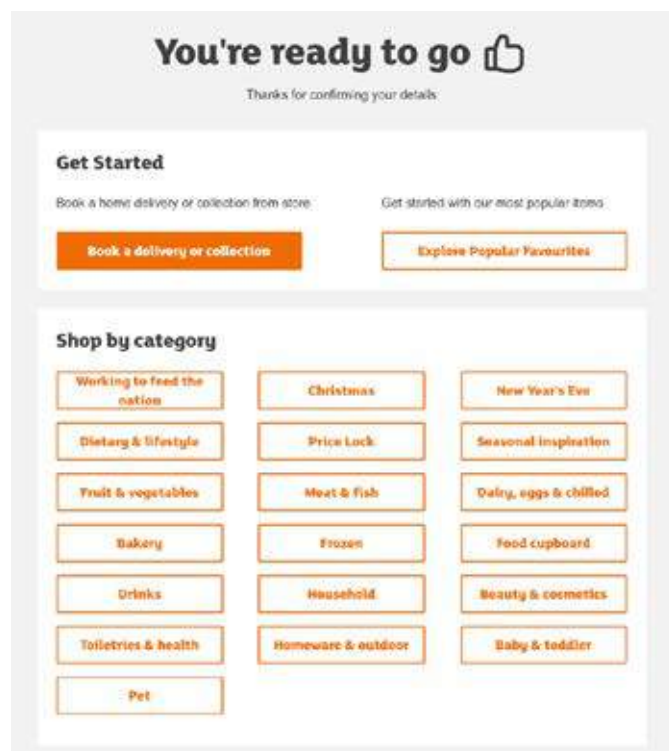 You're ready to go
Thanks for confirming your details
Get Started
Book a home delivery or collection from store
Get started with our most popular items
Book a delivery or collection
Explore Popular Favourites
Shop by category
Working to feed the
nation
Christmas
New Year's Eve
Dietary & lifestyle
Price Lock
Seasonal inspiration
Fruit & vegetables
Meat & fish
Dairy, eggs & chilled
Bakery
Frozen
Food cupboard
Drinks
Household
Beauty & cosmetics
Toiletries & health
Homeware & outdoor
Baby & toddler
Pet